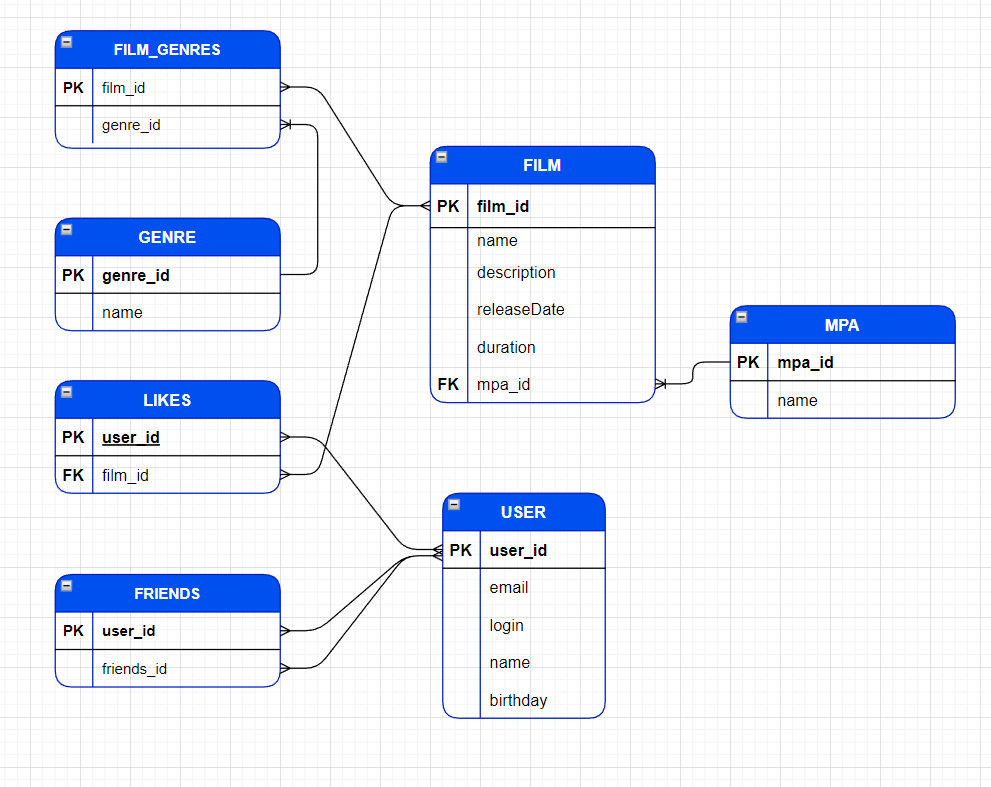 FILM_GENRES
PK film_id
genre_id
GENRE
PK genre_id
name
LIKES
PK user_id
FK film_id
FRIENDS
PK user_id
friends_id
FILM
PK film_id
name
description
releaseDate
duration
FK mpa_id
USER
PK user_id
email
login
name
birthday
MPA
PK mpa_id
name